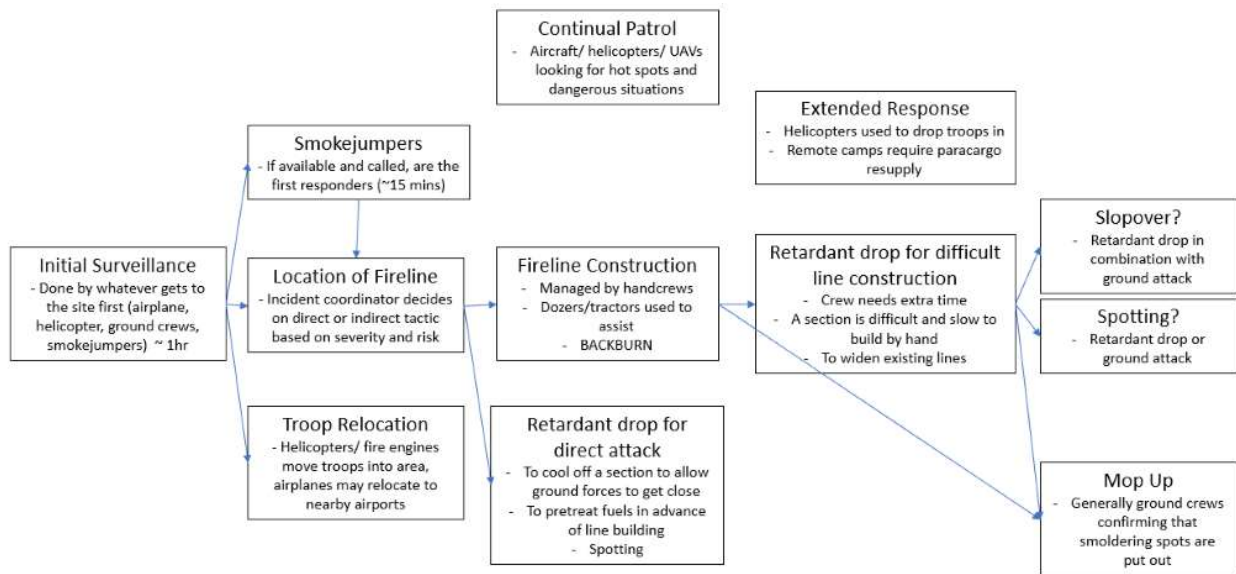 Continual Patrol
- Aircraft/ helicopters/ UAVs
looking for hot spots and
dangerous situations
Extended Response
- Helicopters used to drop troops in
- Remote camps require paracargo
resupply
Smokejumpers
- If available and called, are the
first responders (~15 mins)
Initial Surveillance
- Done by whatever gets to
the site first (airplane,
helicopter, ground crews,
smokejumpers) ~ 1hr
Location of Fireline
- Incident coordinator decides
on direct or indirect tactic
based on severity and risk
Fireline Construction
- Managed by handcrews
- Dozers/tractors used to
assist
- BACKBURN
Retardant drop for difficult
line construction
- Crew needs extra time
- A section is difficult and slow to
build by hand
- To widen existing lines
Slopover?
- Retardant drop in
combination with
ground attack
Spotting?
- Retardant drop or
ground attack
Troop Relocation
- Helicopters/ fire engines
move troops into area,
airplanes may relocate to
nearby airports
Retardant drop for
direct attack
- To cool off a section to allow
ground forces to get close
- To pretreat fuels in advance
of line building
- Spotting
Mop Up
- Generally ground crews
confirming that
smoldering spots are
put out